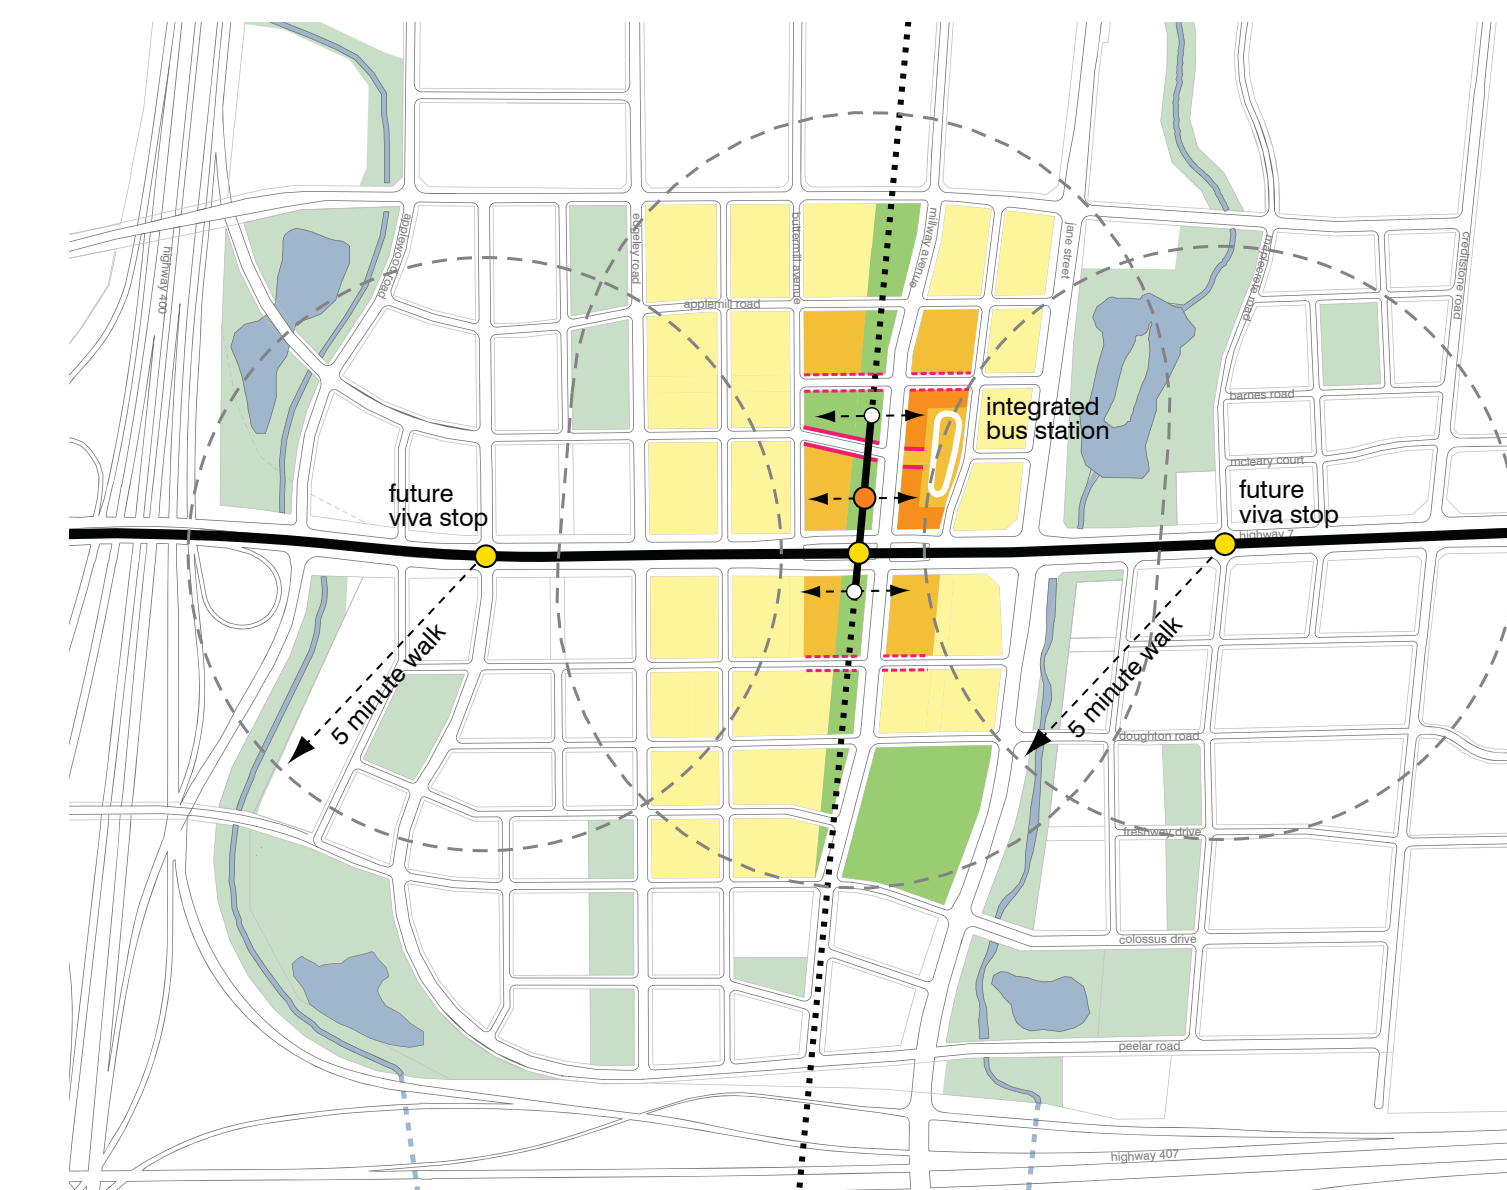 highway 400
applewood road
edgeley road
buttermill avenue
millway avenue
jane street
maplecrete road
creditstone road
applemill road
barnes road
integrated
bus station
mcleary court
future
viva stop
future
viva stop
highway 7
5 minute walk
5 minute walk
doughton road
freshway drive
colossus drive
peelar road
highway 407